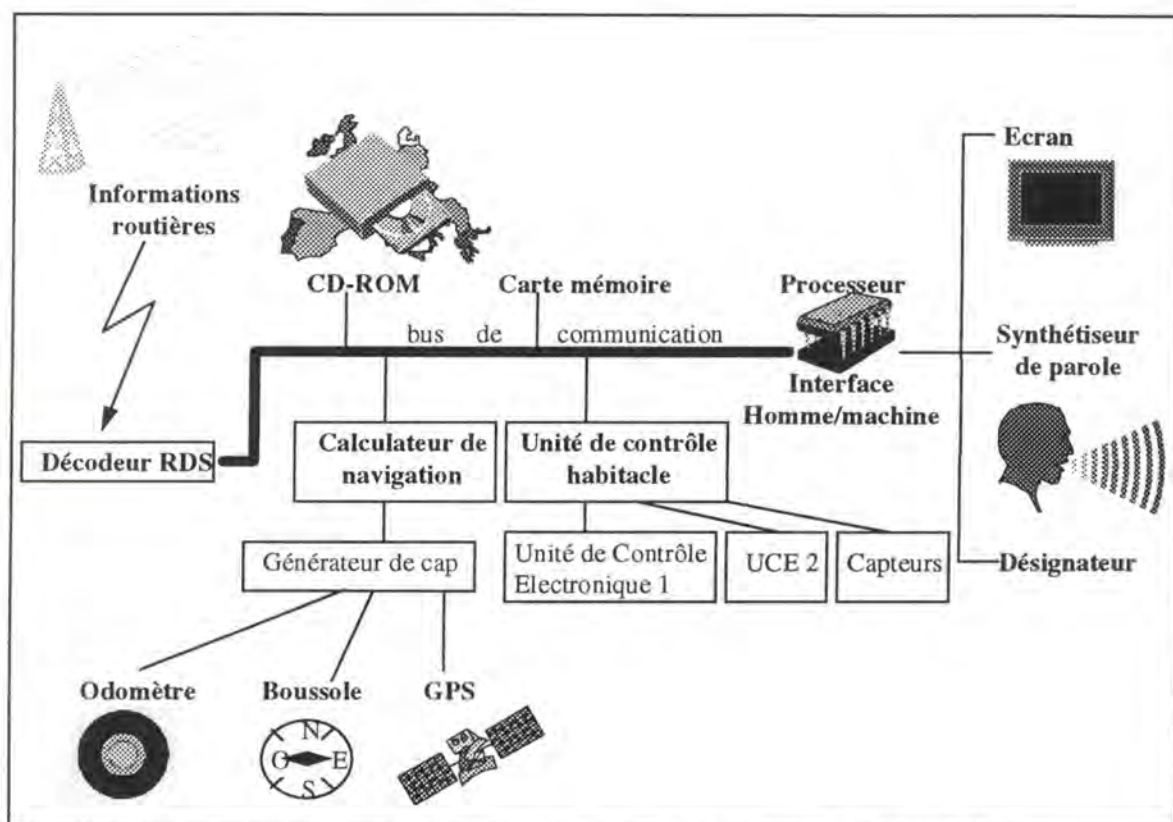 Ecran
Informations
routières
CD-ROM
Carte mémoire
Processeur
bus de communication
Synthétiseur
de parole
Interface
Homme/machine
Décodeur RDS
Calculateur de
navigation
Unité de contrôle
habitacle
Générateur de cap
Unité de Contrôle
Electronique 1
UCE 2
Capteurs
Désignateur
Odomètre
Boussole
GPS
N
O E
S